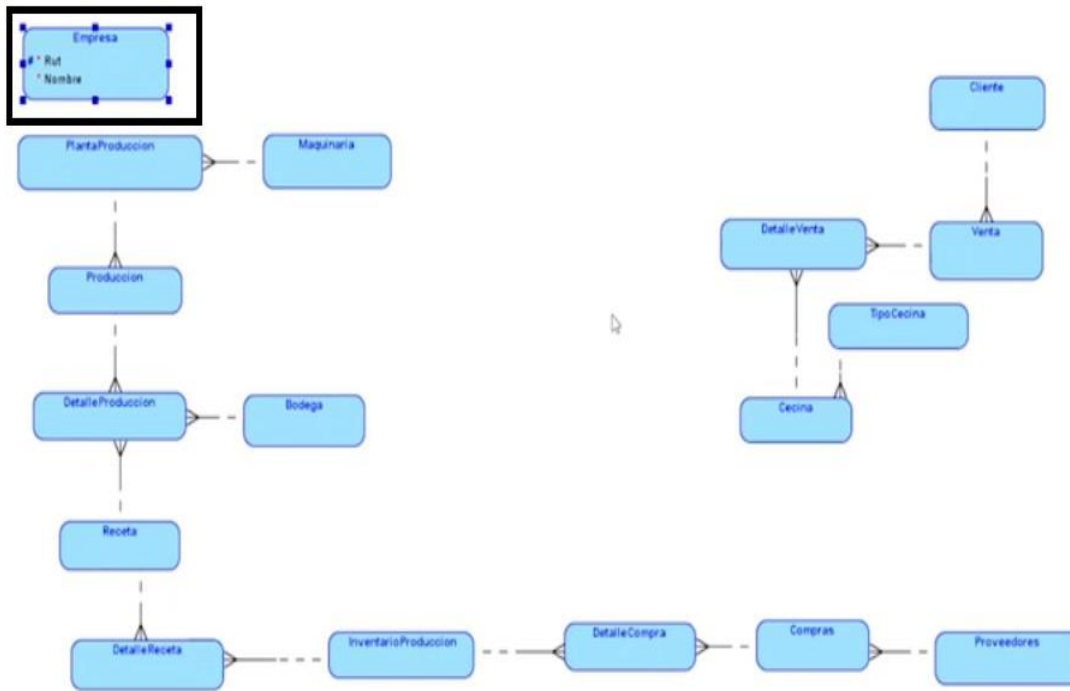 Empresa
# * Rut
* Nombre
Cliente
PlantaProduccion
Maquinaria
DetalleVenta
Venta
Produccion
TipoCecina
DetalleProduccion
Bodega
Cecina
Receta
DetalleReceta
InventarioProduccion
DetalleCompra
Compras
Proveedores